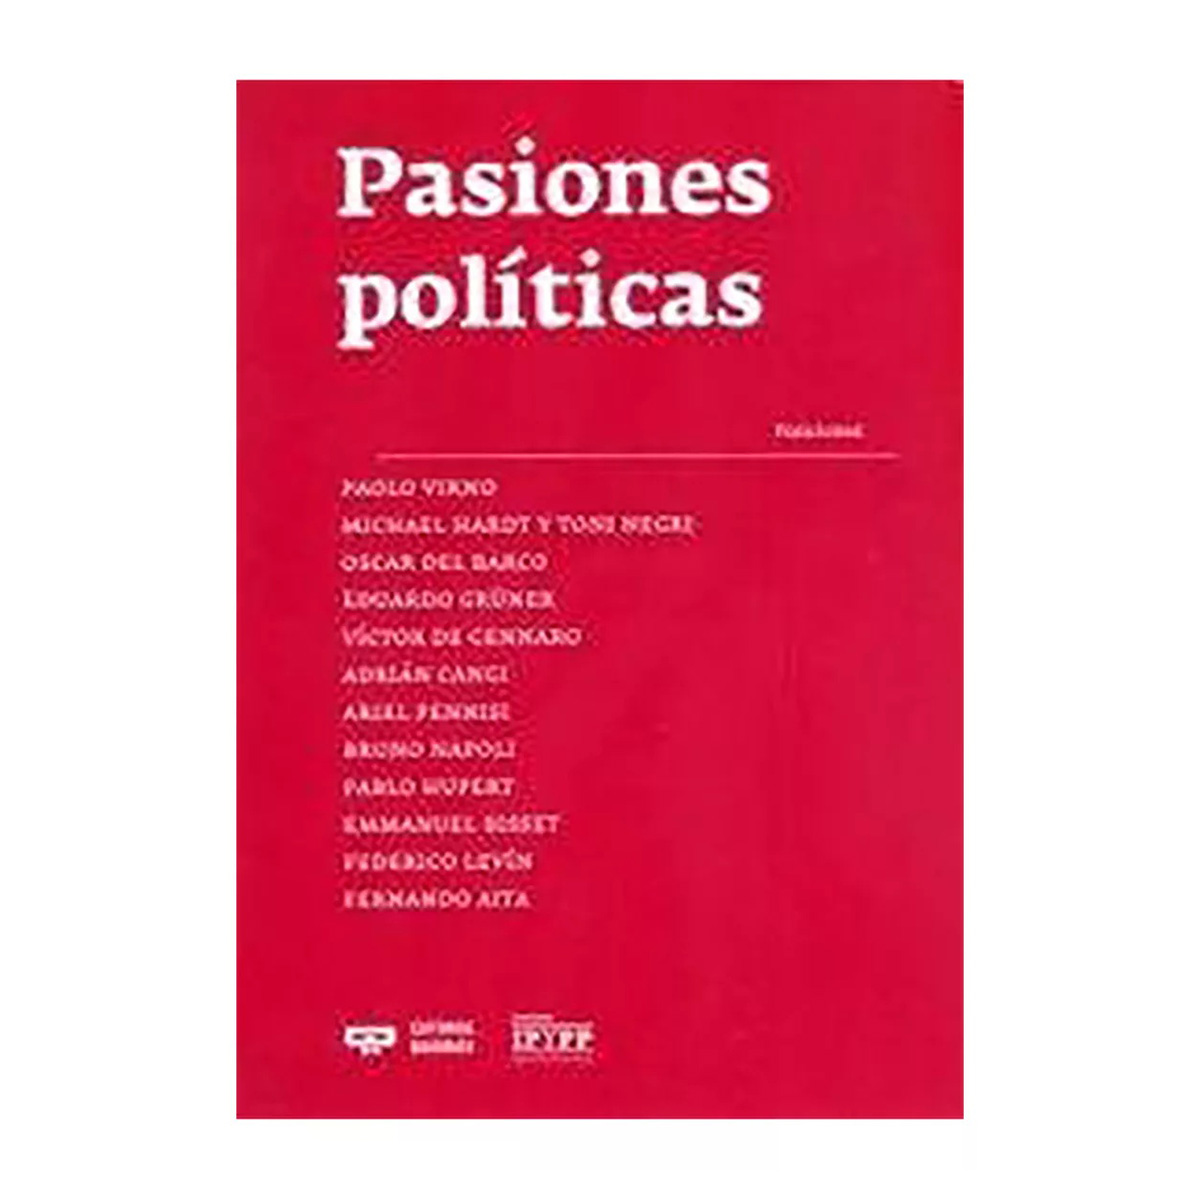 Pasiones
políticas
PAOLO VIRNO
MICHAEL HARDT Y TONI NEGRI
OSCAR DEL BARCO
EDUARDO GRÜNER
VÍCTOR DE GENNARO
ADRIÁN CANGI
ARIEL PENNISI
BRUNO NAPOLI
PABLO HUPERT
EMMANUEL BISSET
FEDERICO LEVÍN
FERNANDO AITA
IPYPP